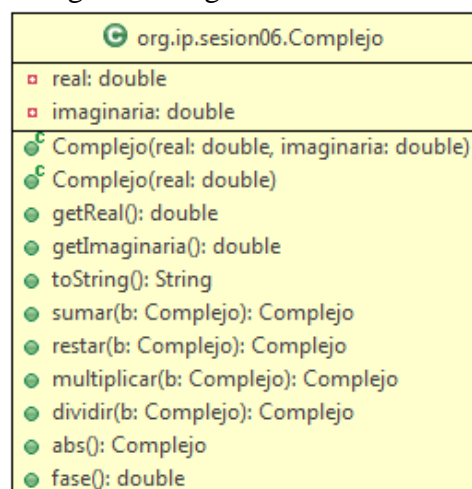 org.ip.sesion06.Complejo
real: double
imaginaria: double
Complejo(real: double, imaginaria: double)
Complejo(real: double)
getReal(): double
getImaginaria(): double
toString(): String
sumar(b: Complejo): Complejo
restar(b: Complejo): Complejo
multiplicar(b: Complejo): Complejo
dividir(b: Complejo): Complejo
abs(): Complejo
fase(): double